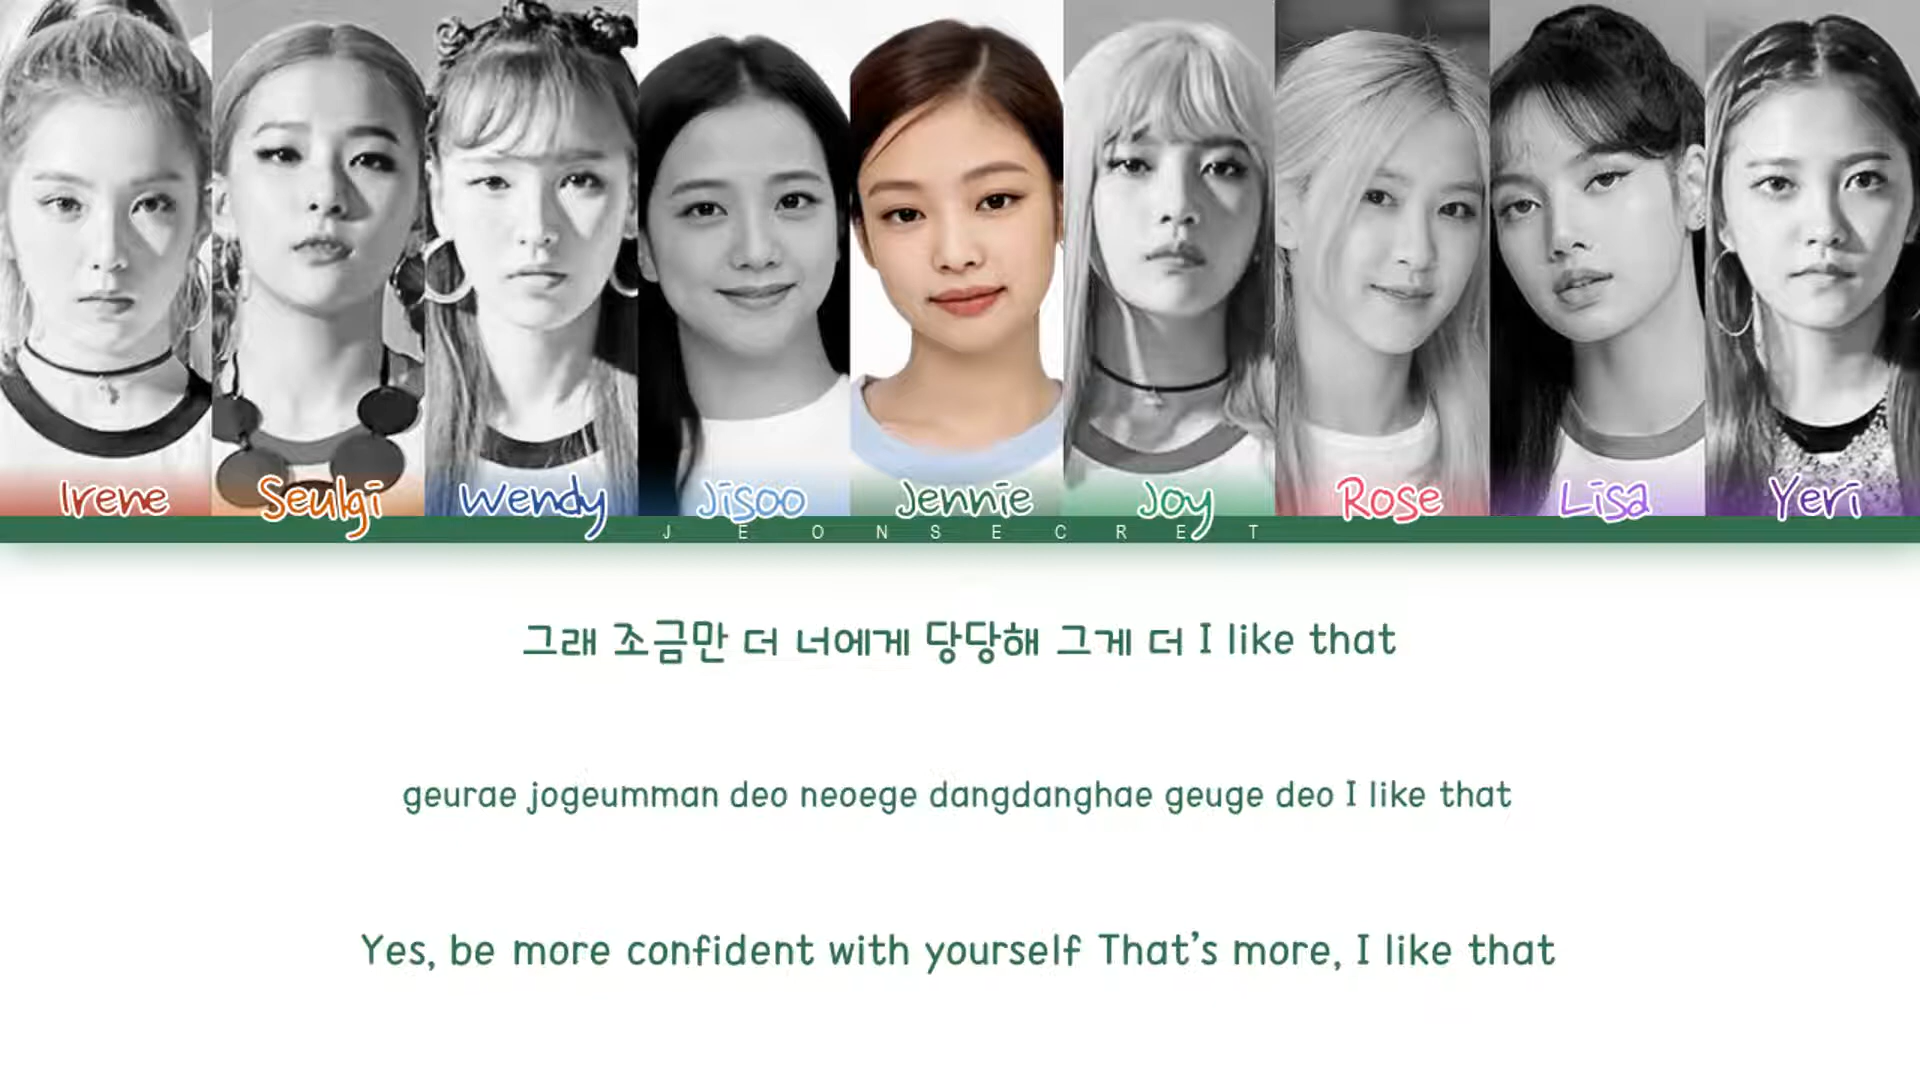 Irene Seulgi Wendy Jisoo Jennie Joy Rose Lisa Yeri
JEONSECRET
그래 조금만 더 너에게 당당해 그게 더 I like that
geurae jogeumman deo neoege dangdanghae geuge deo I like that
Yes, be more confident with yourself That’s more, I like that